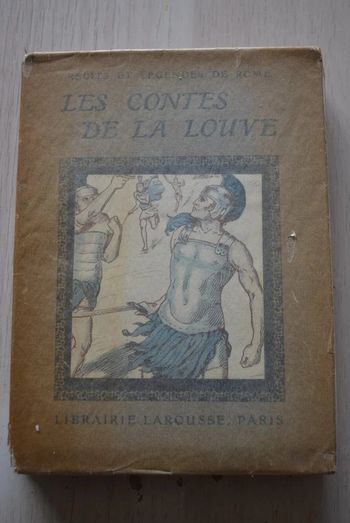 RÉCITS ET LÉGENDES DE ROME
LES CONTES
DE LA LOUVE
LIBRAIRIE LAROUSSE, PARIS